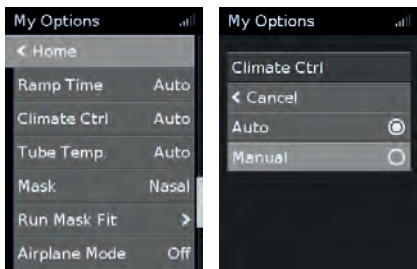 My Options
< Home
Ramp Time Auto
Climate Ctrl Auto
Tube Temp. Auto
Mask Nasal
Run Mask Fit >
Airplane Mode Off
My Options
Climate Ctrl
< Cancel
Auto
Manual